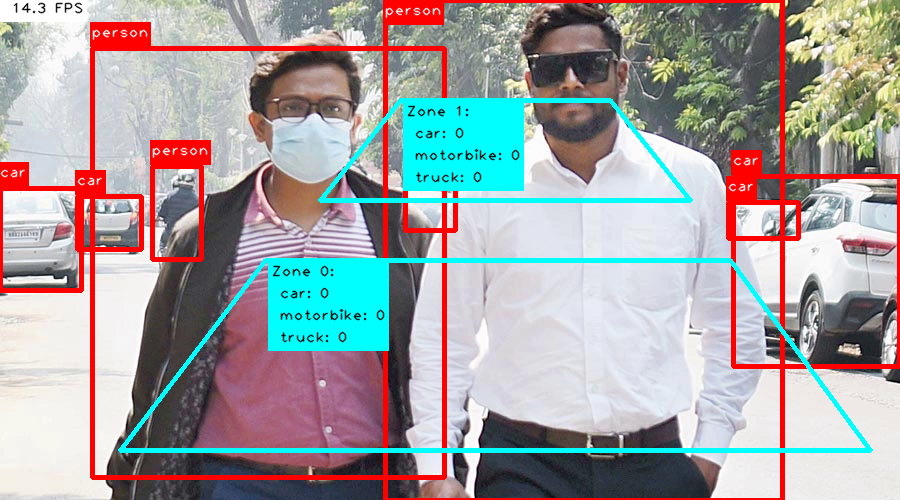 14.3 FPS
person
person
person
car
car
car
car
Zone 1:
car: 0
motorbike: 0
truck: 0
Zone 0:
car: 0
motorbike: 0
truck: 0